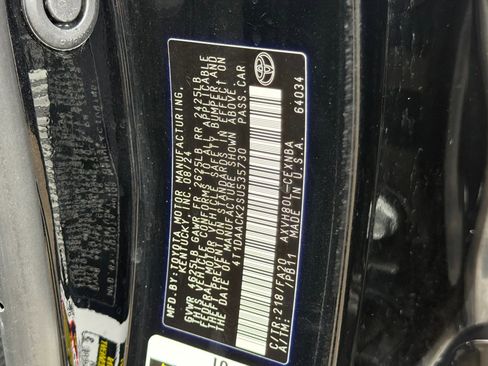 MFD.BY:TOYOTA MOTOR MANUFACTURING,
KENTUCKY, INC. 08/24
GVWR 4625LB GAWR FR 2625LB RR 2425LB
THIS VEHICLE CONFORMS TO ALL APPLICABLE
FEDERAL MOTOR VEHICLE SAFETY BUMPER, AND
THEFT PREVENTION STANDARDS IN EFFECT ON
THE DATE OF MANUFACTURE SHOWN ABOVE.
4T1DAACK2SU535730 PASS CAR
C/TR:218/FA20 AXVH80L-CEXNBA
A/TM: /PB11 MADE IN U.S.A. 64034